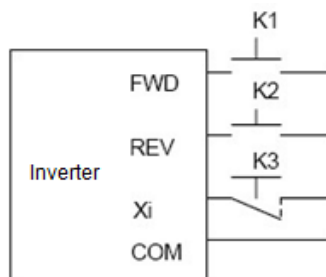 K1
FWD
K2
REV
K3
Inverter
Xi
COM